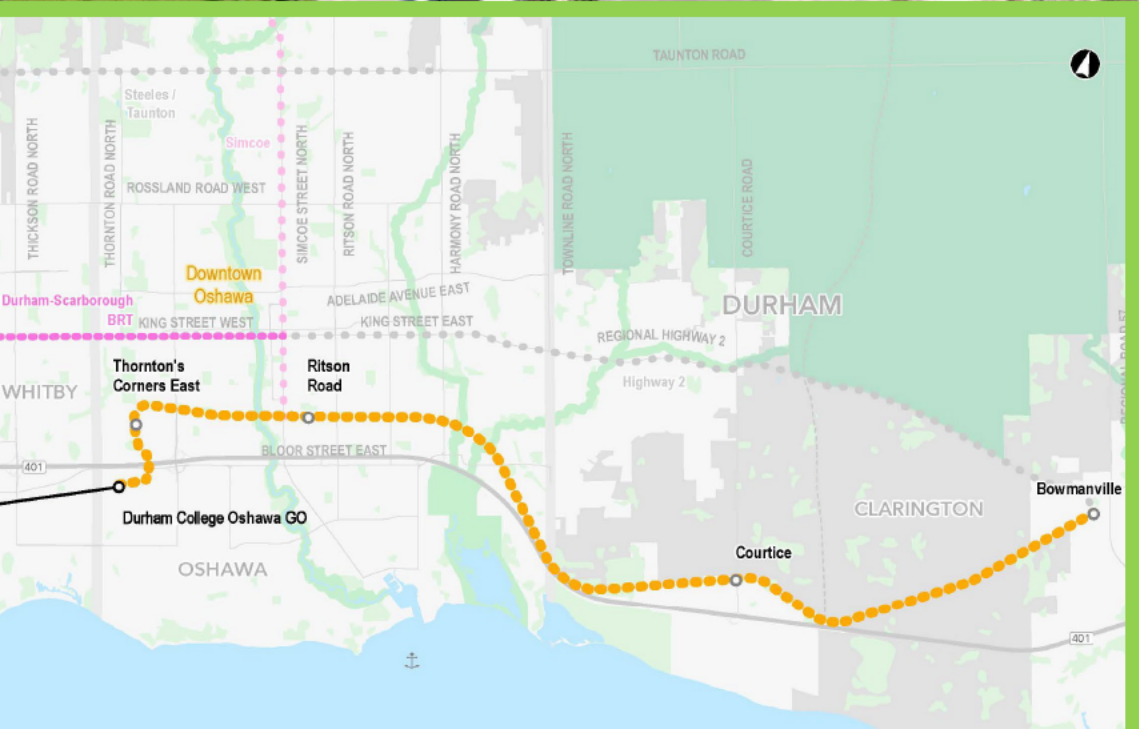 TAUNTON ROAD
Steeles /
Taunton
THICKSON ROAD NORTH
THORNTON ROAD NORTH
Simcoe
SIMCOE STREET NORTH
RITSON ROAD NORTH
HARMONY ROAD NORTH
TOWNLINE ROAD NORTH
COURTICE ROAD
ROSSLAND ROAD WEST
Downtown
Oshawa
Durham-Scarborough
BRT
KING STREET WEST
ADELAIDE AVENUE EAST
KING STREET EAST
DURHAM
REGIONAL HIGHWAY 2
Highway 2
WHITBY
Thornton's
Corners East
Ritson
Road
BLOOR STREET EAST
401
Durham College Oshawa GO
OSHAWA
Courtice
CLARINGTON
Bowmanville
401